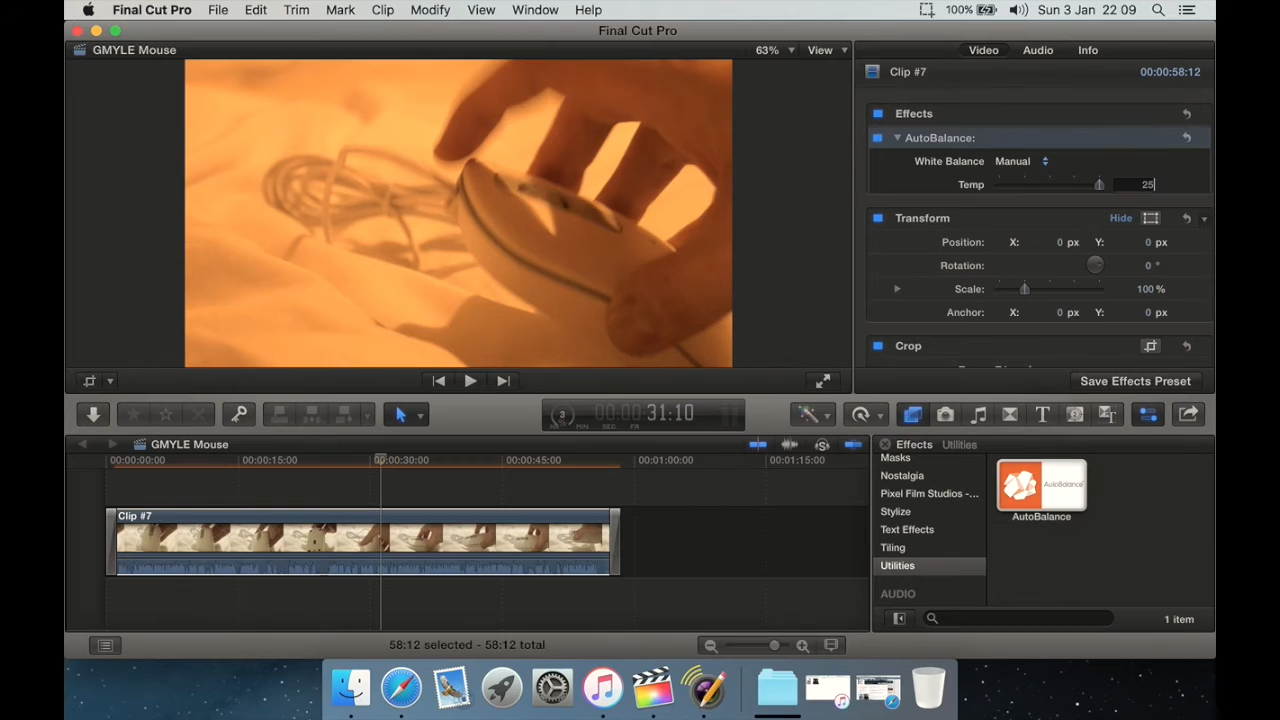 Final Cut Pro File Edit Trim Mark Clip Modify View Window Help 100% Sun 3 Jan 22 09
Final Cut Pro
GMYLE Mouse 63% View Video Audio Info
Clip #7 00:00:58:12
Effects
AutoBalance:
White Balance Manual
Temp 25
Transform Hide
Position: X: 0 px Y: 0 px
Rotation: 0 °
Scale: 100 %
Anchor: X: 0 px Y: 0 px
Crop
Save Effects Preset
3 00:00:31:10
HR MIN SEC FR
GMYLE Mouse
Effects Utilities
00:00:00:00 00:00:15:00 00:00:30:00 00:00:45:00 00:01:00:00 00:01:15:00
Clip #7
Masks
Nostalgia
Pixel Film Studios -...
Stylize
Text Effects
Tiling
Utilities
AUDIO
AutoBalance
AutoBalance
1 item
58:12 selected - 58:12 total